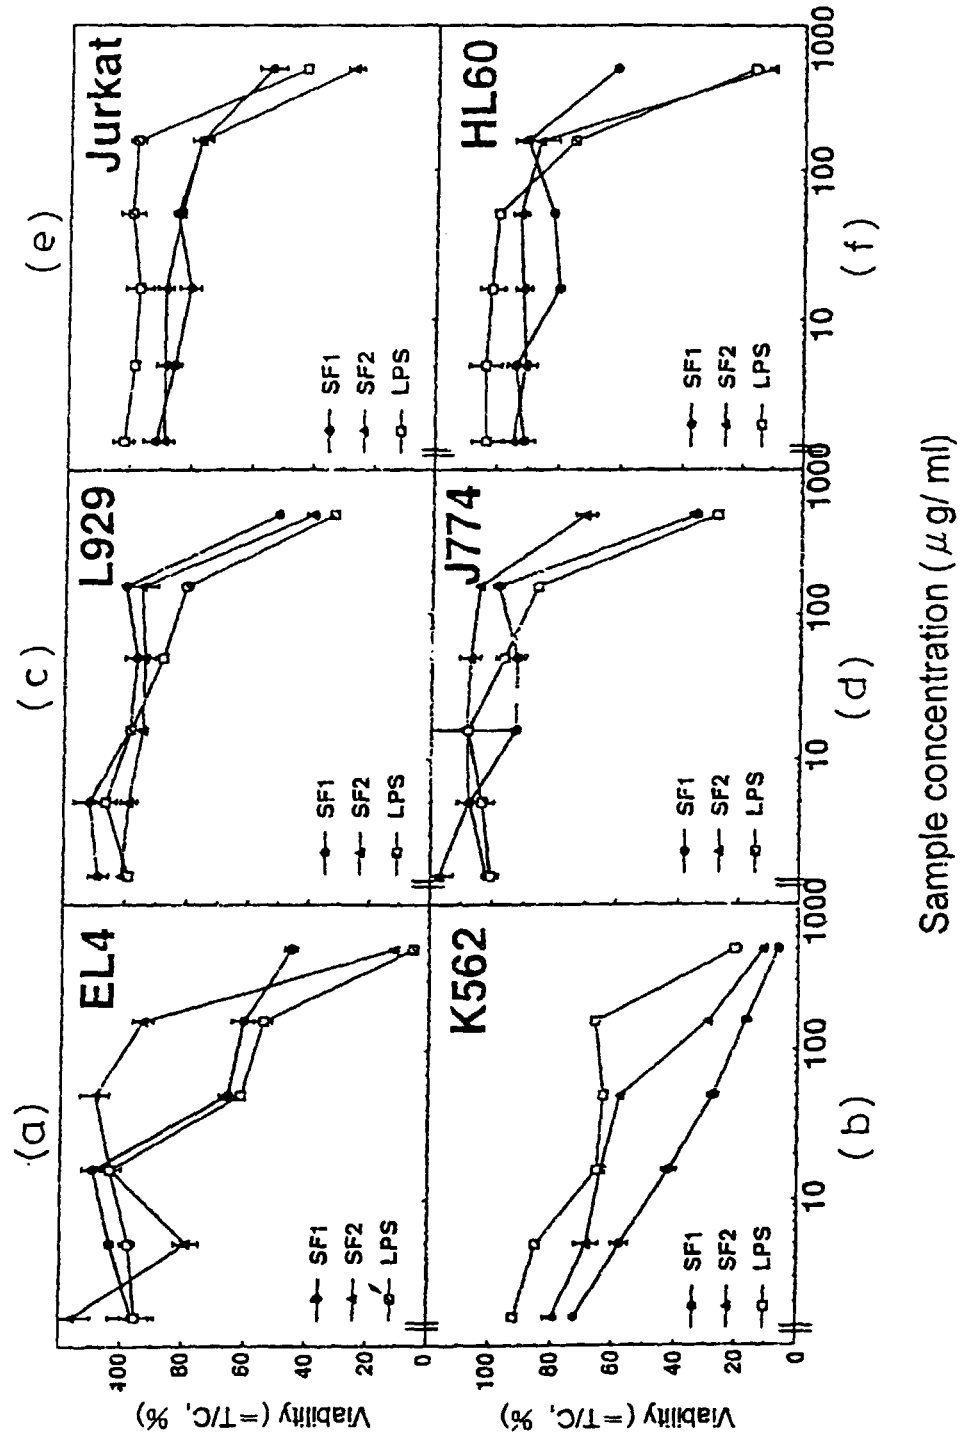 (a)
(c)
(e)
EL4
L929
Jurkat
SF1
SF2
LPS
SF1
SF2
LPS
SF1
SF2
LPS
Viability (=T/C, %)
100
80
60
40
20
0
K562
J774
HL60
SF1
SF2
LPS
SF1
SF2
LPS
SF1
SF2
LPS
Viability (=T/C, %)
100
80
60
40
20
0
10
100
1000
10
100
1000
10
100
1000
(b)
(d)
(f)
Sample concentration (μg/ml)